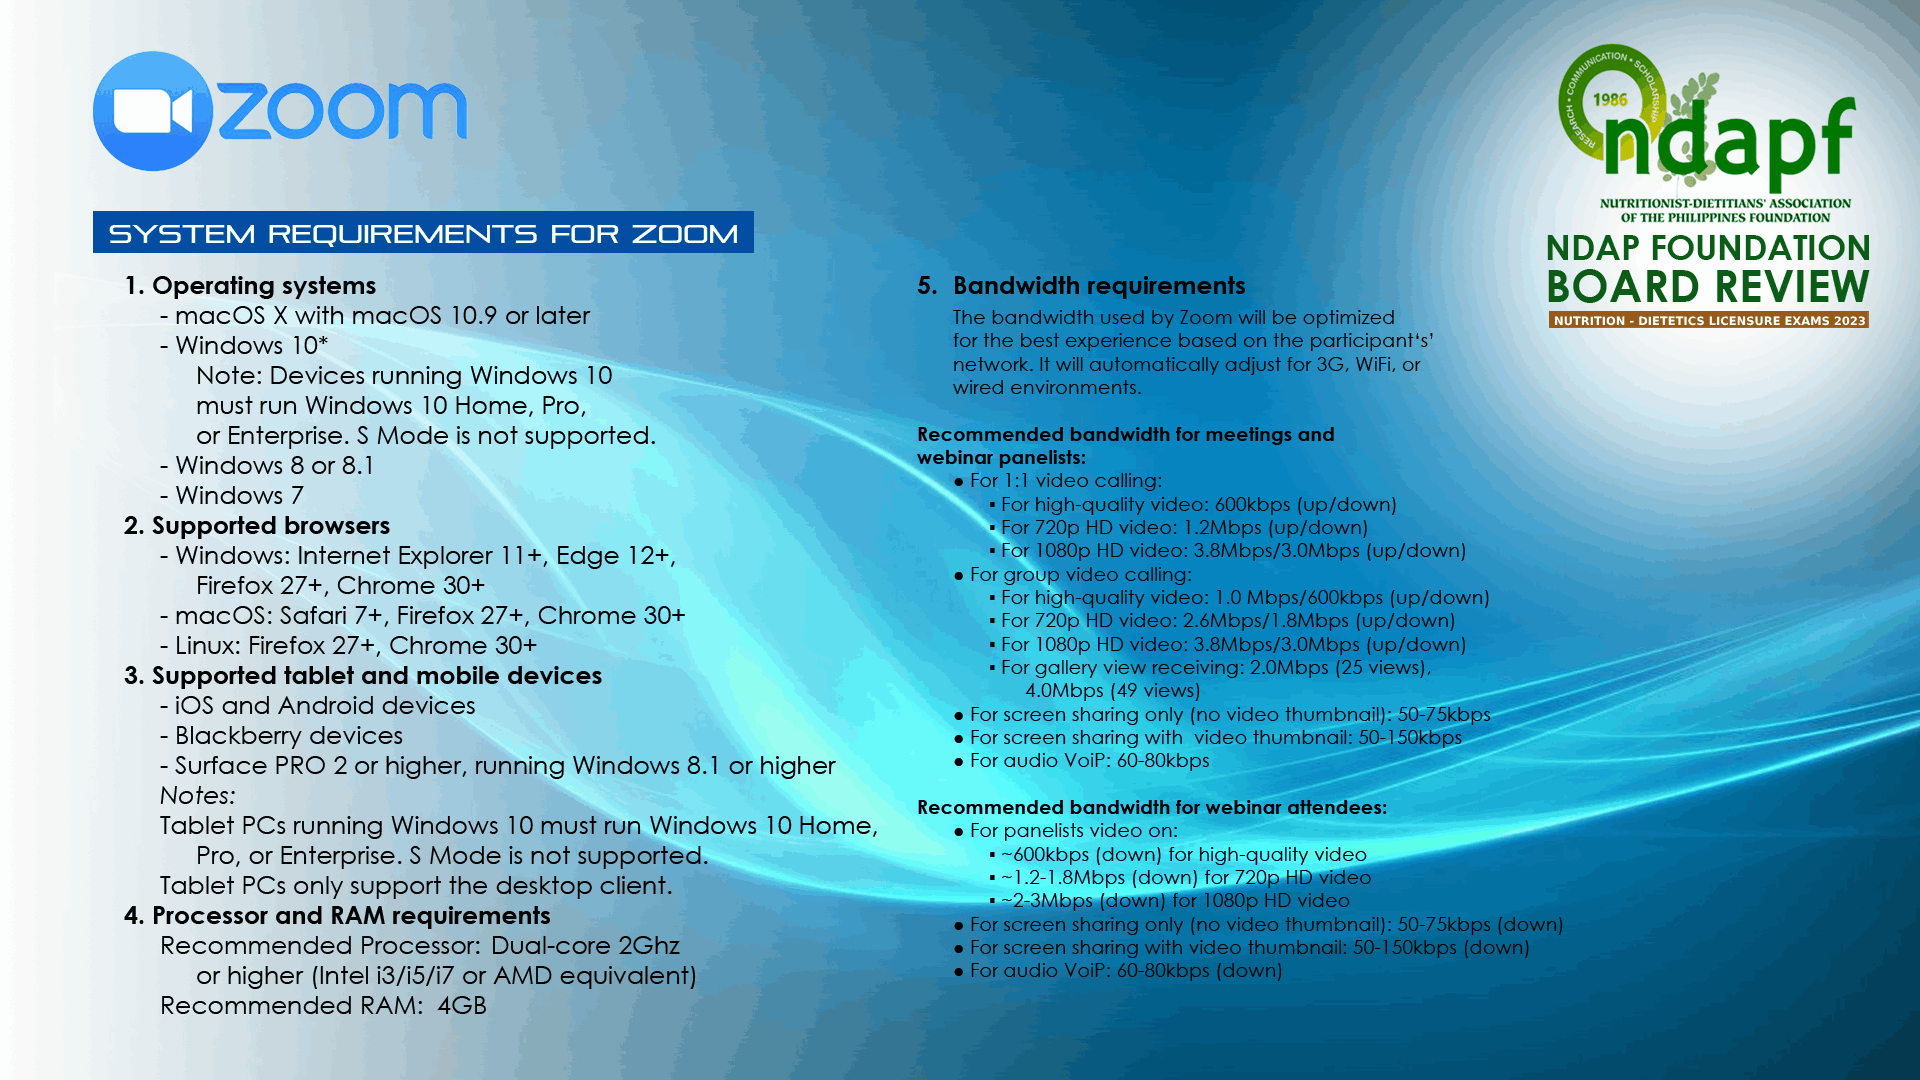 zoom
SYSTEM REQUIREMENTS FOR ZOOM
1. Operating systems
- macOS X with macOS 10.9 or later
- Windows 10*
Note: Devices running Windows 10
must run Windows 10 Home, Pro,
or Enterprise. S Mode is not supported.
- Windows 8 or 8.1
- Windows 7
2. Supported browsers
- Windows: Internet Explorer 11+, Edge 12+,
Firefox 27+, Chrome 30+
- macOS: Safari 7+, Firefox 27+, Chrome 30+
- Linux: Firefox 27+, Chrome 30+
3. Supported tablet and mobile devices
- iOS and Android devices
- Blackberry devices
- Surface PRO 2 or higher, running Windows 8.1 or higher
Notes:
Tablet PCs running Windows 10 must run Windows 10 Home,
Pro, or Enterprise. S Mode is not supported.
Tablet PCs only support the desktop client.
4. Processor and RAM requirements
Recommended Processor: Dual-core 2Ghz
or higher (Intel i3/i5/i7 or AMD equivalent)
Recommended RAM: 4GB
5. Bandwidth requirements
The bandwidth used by Zoom will be optimized
for the best experience based on the participant‘s’
network. It will automatically adjust for 3G, WiFi, or
wired environments.
Recommended bandwidth for meetings and
webinar panelists:
● For 1:1 video calling:
▪ For high-quality video: 600kbps (up/down)
▪ For 720p HD video: 1.2Mbps (up/down)
▪ For 1080p HD video: 3.8Mbps/3.0Mbps (up/down)
● For group video calling:
▪ For high-quality video: 1.0 Mbps/600kbps (up/down)
▪ For 720p HD video: 2.6Mbps/1.8Mbps (up/down)
▪ For 1080p HD video: 3.8Mbps/3.0Mbps (up/down)
▪ For gallery view receiving: 2.0Mbps (25 views),
4.0Mbps (49 views)
● For screen sharing only (no video thumbnail): 50-75kbps
● For screen sharing with video thumbnail: 50-150kbps
● For audio VoiP: 60-80kbps
Recommended bandwidth for webinar attendees:
● For panelists video on:
▪ ~600kbps (down) for high-quality video
▪ ~1.2-1.8Mbps (down) for 720p HD video
▪ ~2-3Mbps (down) for 1080p HD video
● For screen sharing only (no video thumbnail): 50-75kbps (down)
● For screen sharing with video thumbnail: 50-150kbps (down)
● For audio VoiP: 60-80kbps (down)
RESEARCH • COMMUNICATION • SCHOLARSHIP
1986
ndapf
NUTRITIONIST-DIETITIANS' ASSOCIATION
OF THE PHILIPPINES FOUNDATION
NDAP FOUNDATION
BOARD REVIEW
NUTRITION - DIETETICS LICENSURE EXAMS 2023